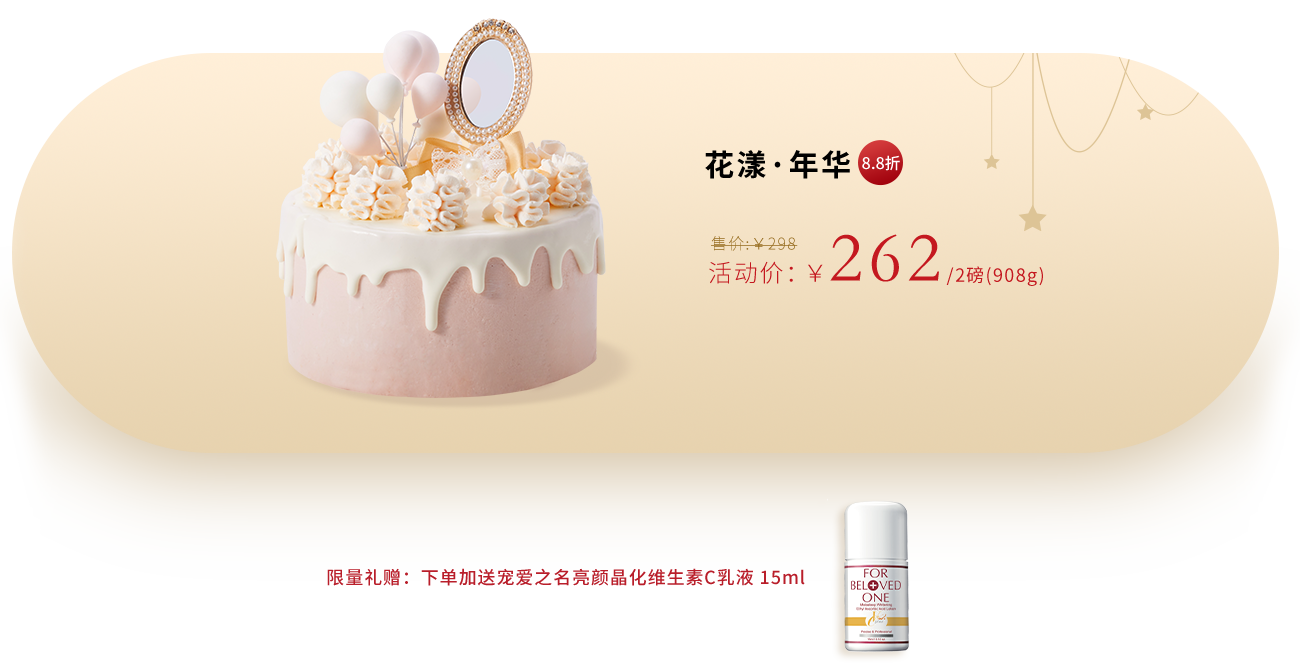 花漾·年华 8.8折
售价:￥298
活动价：￥262/2磅(908g)
限量礼赠：下单加送宠爱之名亮颜晶化维生素C乳液 15ml
FOR
BELOVED
ONE